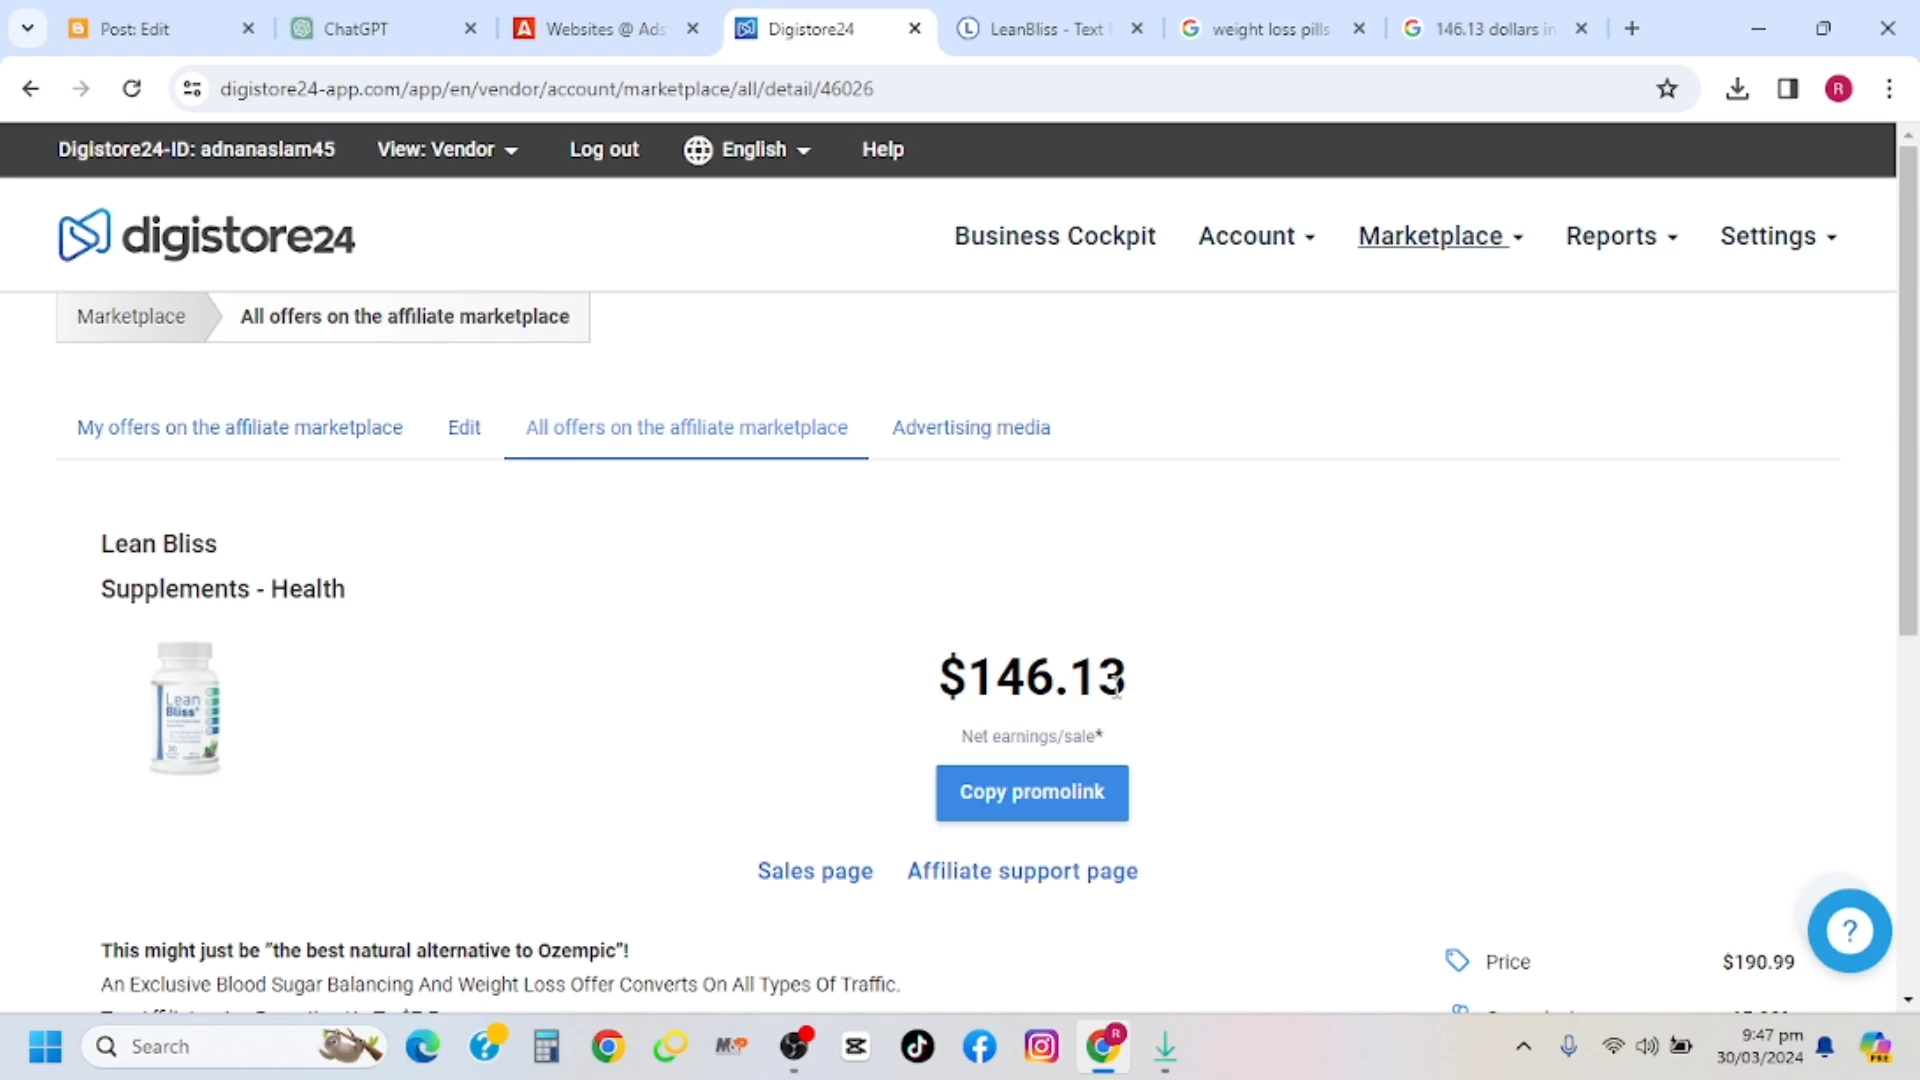 Post: Edit
ChatGPT
Websites @ Ads
Digistore24
LeanBliss - Text
weight loss pills
146.13 dollars in
digistore24-app.com/app/en/vendor/account/marketplace/all/detail/46026
R
Digistore24-ID: adnanaslam45 View: Vendor Log out English Help
digistore24
Business Cockpit Account Marketplace Reports Settings
Marketplace All offers on the affiliate marketplace
My offers on the affiliate marketplace Edit All offers on the affiliate marketplace Advertising media
Lean Bliss
Supplements - Health
Lean
Bliss
$146.13
Net earnings/sale*
Copy promolink
Sales page Affiliate support page
This might just be "the best natural alternative to Ozempic"!
Price $190.99
An Exclusive Blood Sugar Balancing And Weight Loss Offer Converts On All Types Of Traffic.
?
Search
R
9:47 pm
30/03/2024
PRE